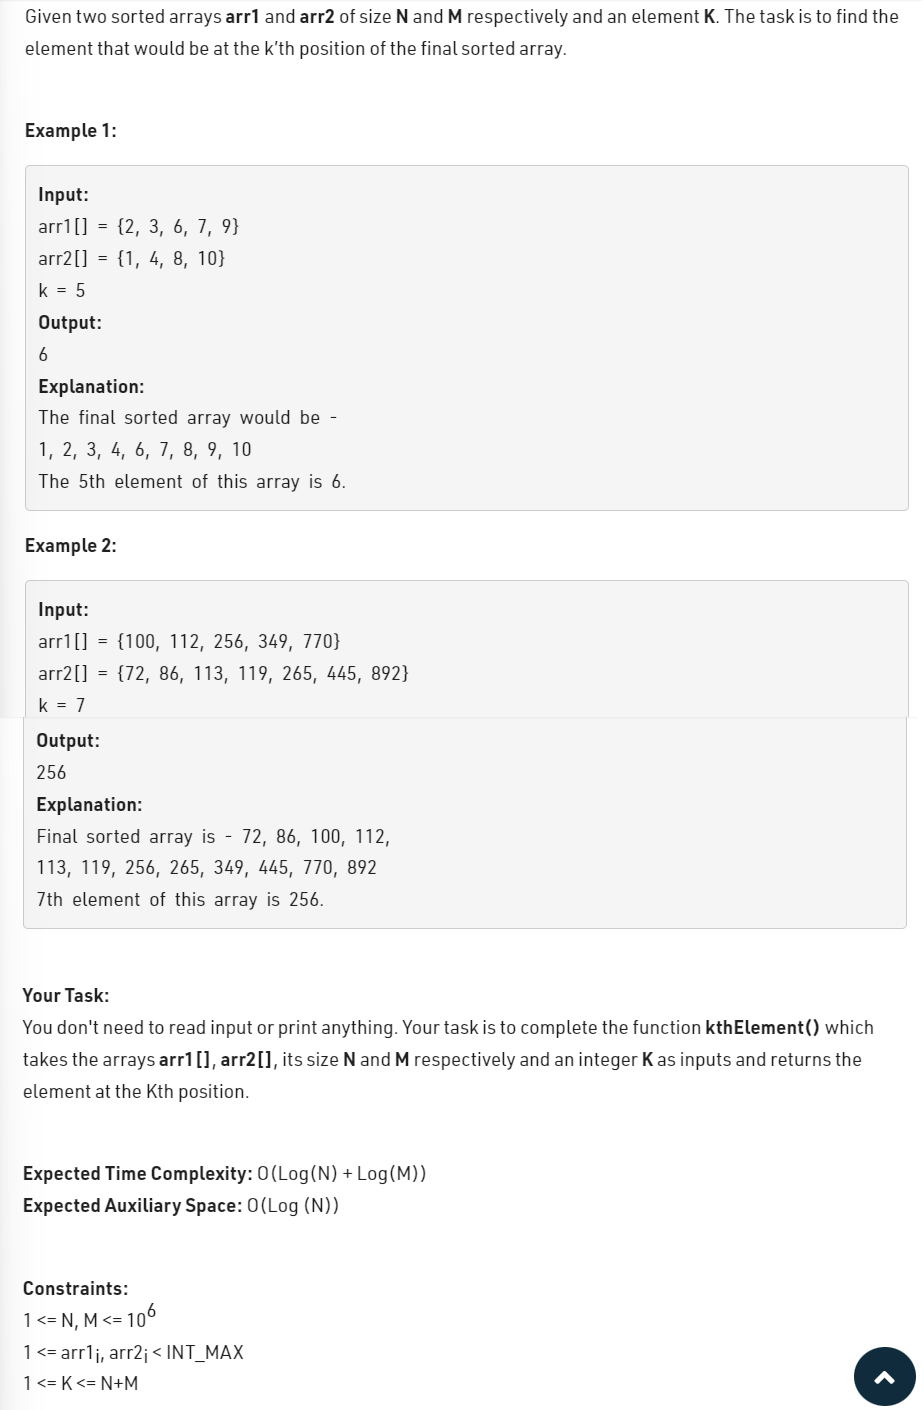 Given two sorted arrays arr1 and arr2 of size N and M respectively and an element K. The task is to find the
element that would be at the k’th position of the final sorted array.
Example 1:
Input:
arr1[] = {2, 3, 6, 7, 9}
arr2[] = {1, 4, 8, 10}
k = 5
Output:
6
Explanation:
The final sorted array would be -
1, 2, 3, 4, 6, 7, 8, 9, 10
The 5th element of this array is 6.
Example 2:
Input:
arr1[] = {100, 112, 256, 349, 770}
arr2[] = {72, 86, 113, 119, 265, 445, 892}
k = 7
Output:
256
Explanation:
Final sorted array is - 72, 86, 100, 112,
113, 119, 256, 265, 349, 445, 770, 892
7th element of this array is 256.
Your Task:
You don't need to read input or print anything. Your task is to complete the function kthElement() which
takes the arrays arr1[], arr2[], its size N and M respectively and an integer K as inputs and returns the
element at the Kth position.
Expected Time Complexity: O(Log(N) + Log(M))
Expected Auxiliary Space: O(Log (N))
Constraints:
1 <= N, M <= 10⁶
1 <= arr1ᵢ, arr2ᵢ < INT_MAX
1 <= K <= N+M